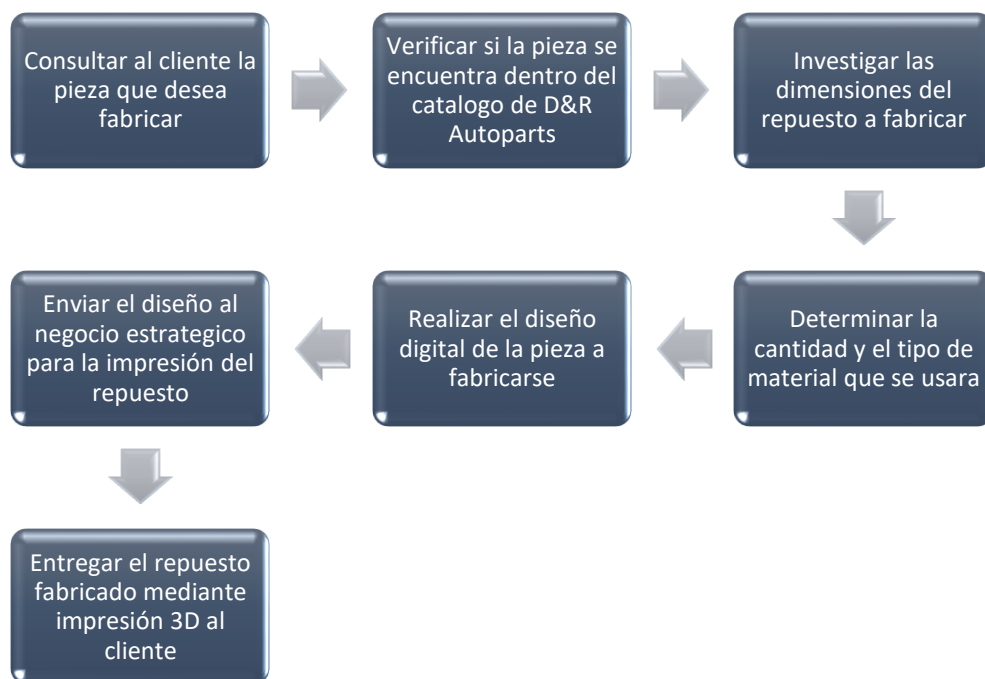 Consultar al cliente la
pieza que desea
fabricar
Verificar si la pieza se
encuentra dentro del
catalogo de D&R
Autoparts
Investigar las
dimensiones del
repuesto a fabricar
Determinar la
cantidad y el tipo de
material que se usara
Realizar el diseño
digital de la pieza a
fabricarse
Enviar el diseño al
negocio estrategico
para la impresión del
repuesto
Entregar el repuesto
fabricado mediante
impresión 3D al
cliente